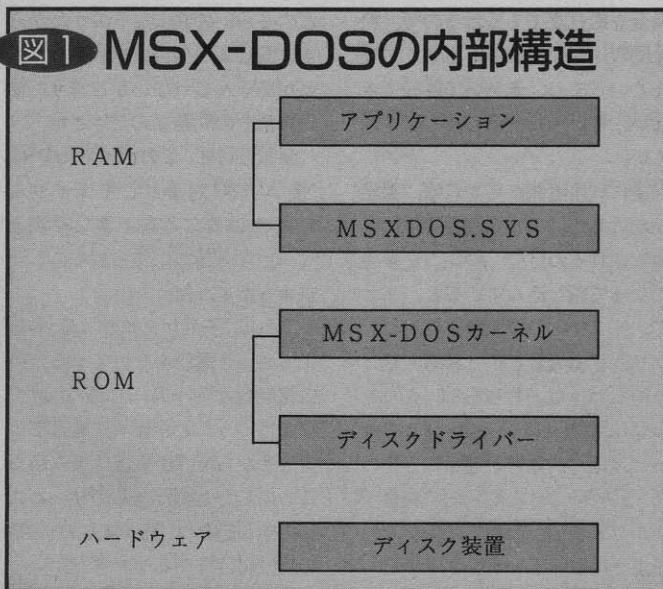 図1 MSX-DOSの内部構造
アプリケーション
RAM
MSXDOS.SYS
MSX-DOSカーネル
ROM
ディスクドライバー
ハードウェア ディスク装置